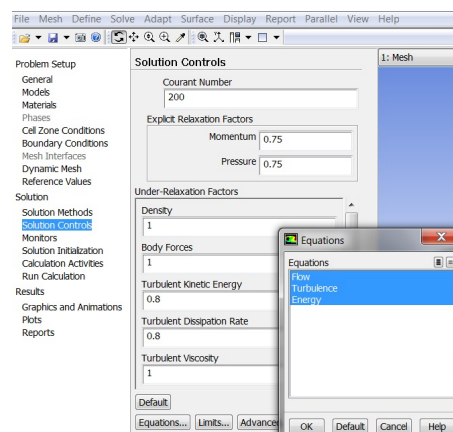 File Mesh Define Solve Adapt Surface Display Report Parallel View Help
Problem Setup
General
Models
Materials
Phases
Cell Zone Conditions
Boundary Conditions
Mesh Interfaces
Dynamic Mesh
Reference Values
Solution
Solution Methods
Solution Controls
Monitors
Solution Initialization
Calculation Activities
Run Calculation
Results
Graphics and Animations
Plots
Reports
Solution Controls
Courant Number
200
Explicit Relaxation Factors
Momentum 0.75
Pressure 0.75
Under-Relaxation Factors
Density
1
Body Forces
1
Turbulent Kinetic Energy
0.8
Turbulent Dissipation Rate
0.8
Turbulent Viscosity
1
Default
Equations... Limits... Advance
1: Mesh
Equations
Equations
Flow
Turbulence
Energy
OK Default Cancel Help